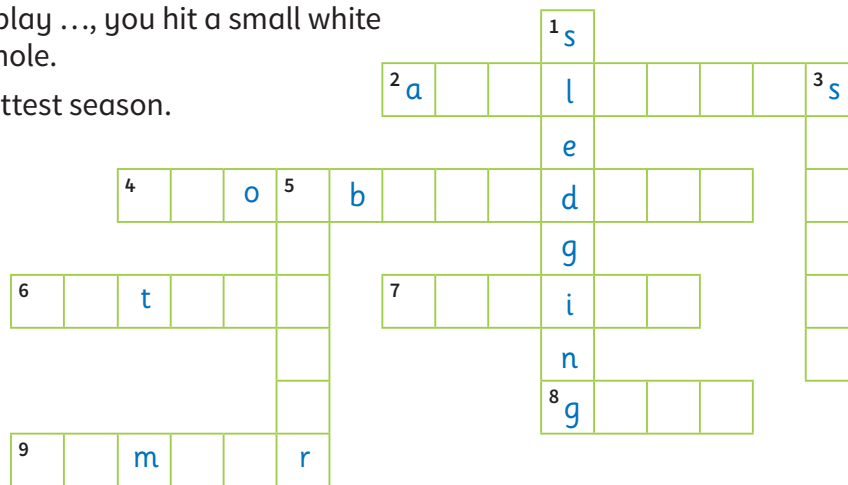 play ..., you hit a small white
hole.
ttest season.
1 s
2 a l 3 s
e
4 o 5 b d
g
6 t 7 i
n
8 g
9 m r